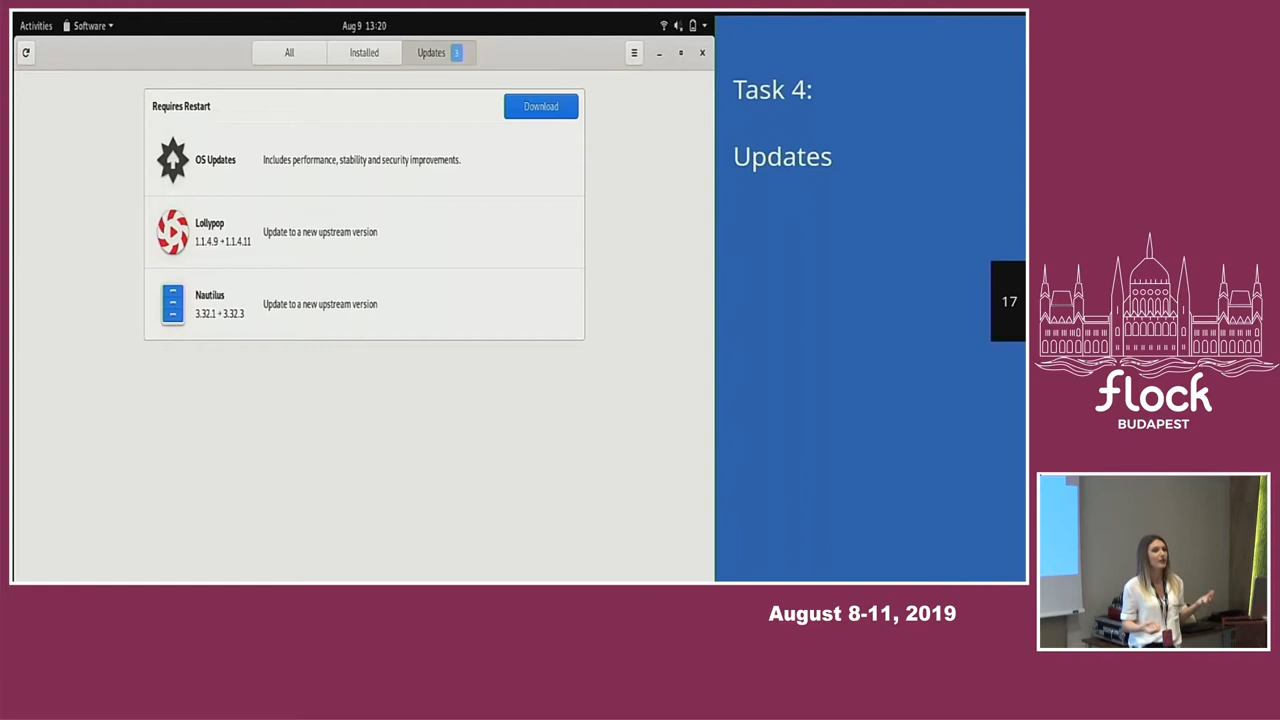 Activities Software Aug 9 13:20
All Installed Updates 3
Requires Restart Download
OS Updates Includes performance, stability and security improvements.
Lollypop
1.1.4.9 → 1.1.4.11 Update to a new upstream version
Nautilus
3.32.1 → 3.32.3 Update to a new upstream version
Task 4:
Updates
17
flock
BUDAPEST
August 8-11, 2019